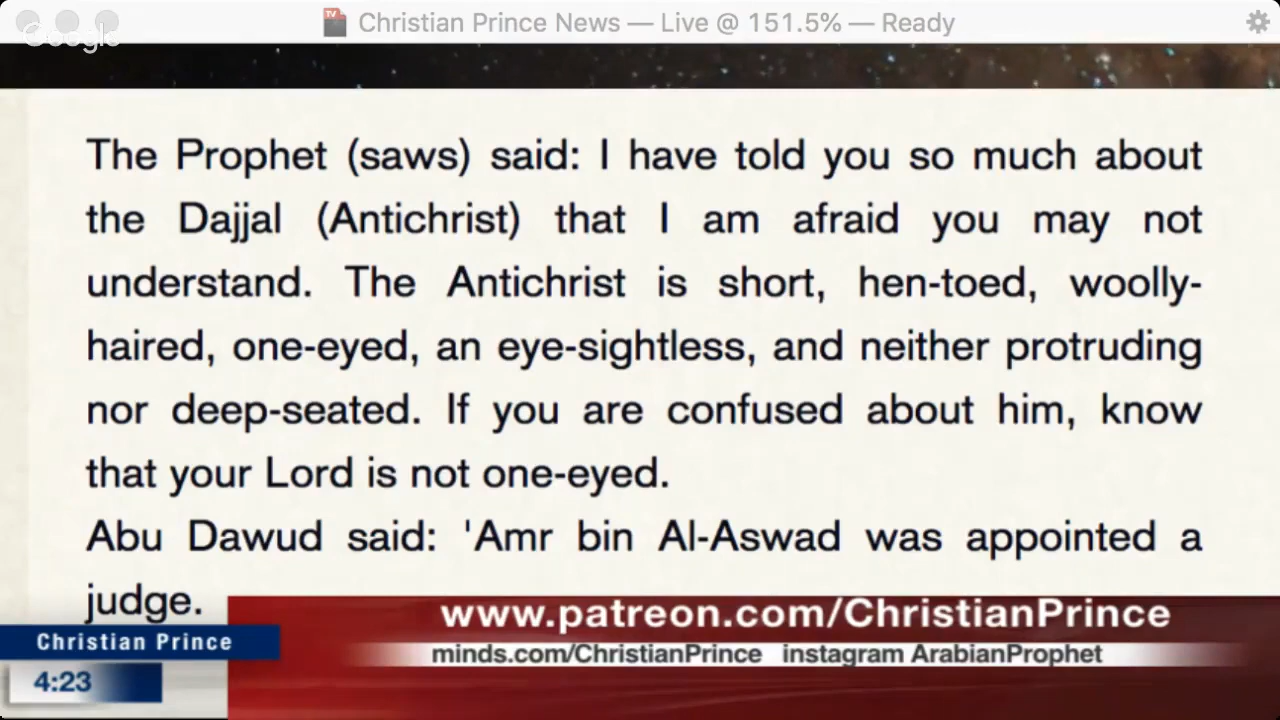 Christian Prince News — Live @ 151.5% — Ready
Google
The Prophet (saws) said: I have told you so much about
the Dajjal (Antichrist) that I am afraid you may not
understand. The Antichrist is short, hen-toed, woolly-
haired, one-eyed, an eye-sightless, and neither protruding
nor deep-seated. If you are confused about him, know
that your Lord is not one-eyed.
Abu Dawud said: 'Amr bin Al-Aswad was appointed a
judge.
www.patreon.com/ChristianPrince
Christian Prince
minds.com/ChristianPrince instagram ArabianProphet
4:23